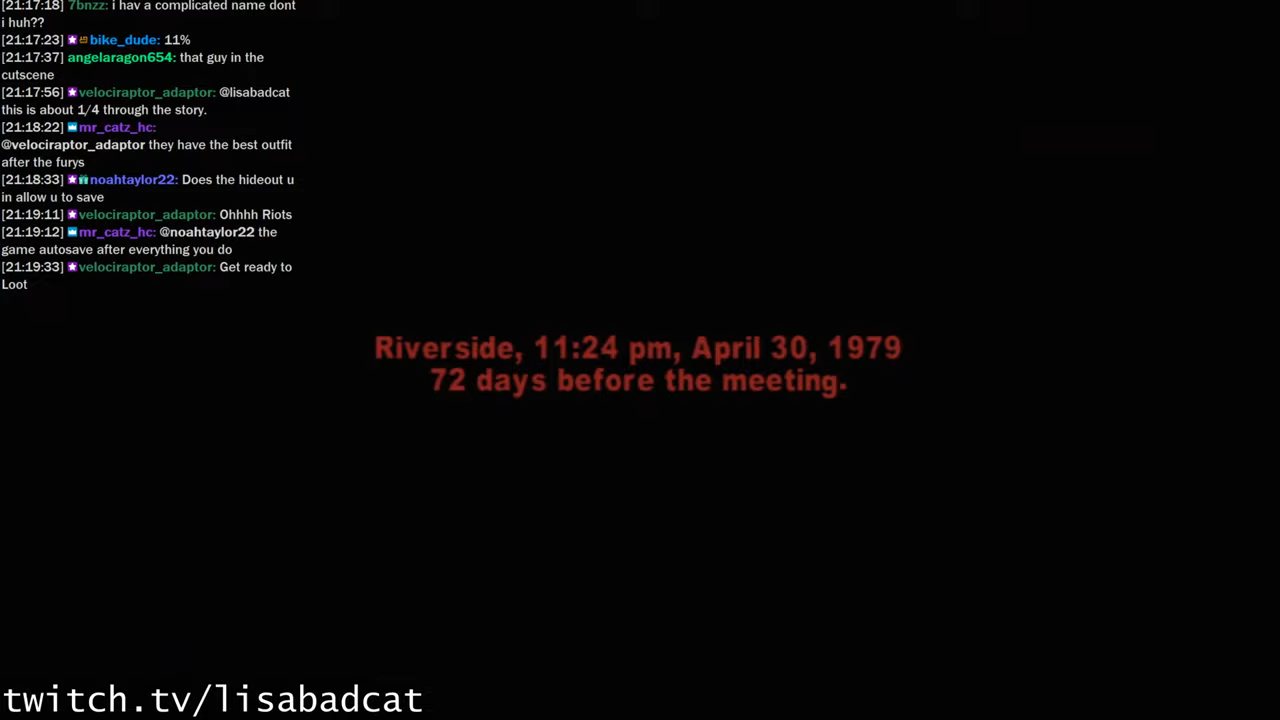 [21:17:18] 7bnzz: i hav a complicated name dont
i huh??
[21:17:23] bike_dude: 11%
[21:17:37] angelaragon654: that guy in the
cutscene
[21:17:56] velociraptor_adaptor: @lisabadcat
this is about 1/4 through the story.
[21:18:22] mr_catz_hc:
@velociraptor_adaptor they have the best outfit
after the furys
[21:18:33] noahtaylor22: Does the hideout u
in allow u to save
[21:19:11] velociraptor_adaptor: Ohhhh Riots
[21:19:12] mr_catz_hc: @noahtaylor22 the
game autosave after everything you do
[21:19:33] velociraptor_adaptor: Get ready to
Loot
Riverside, 11:24 pm, April 30, 1979
72 days before the meeting.
twitch.tv/lisabadcat